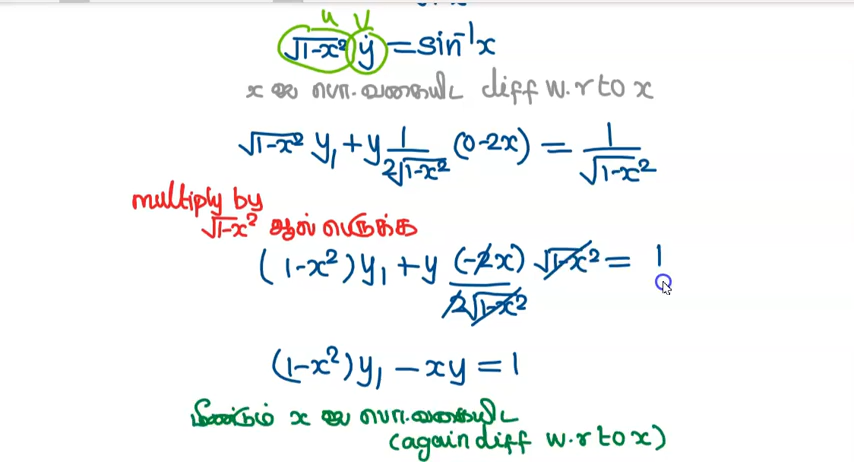 u v
√1-x² y = sin⁻¹x
x ஐ பொ.வகையிட diff w.r to x
√1-x² y₁ + y 1/2√1-x² (0-2x) = 1/√1-x²
multiply by
√1-x² ஆல் பெருக்க
(1-x²)y₁ + y (-2x)/2√1-x² √1-x² = 1
(1-x²)y₁ - xy = 1
மீண்டும் x ஐ பொ.வகையிட
(again diff w.r to x)